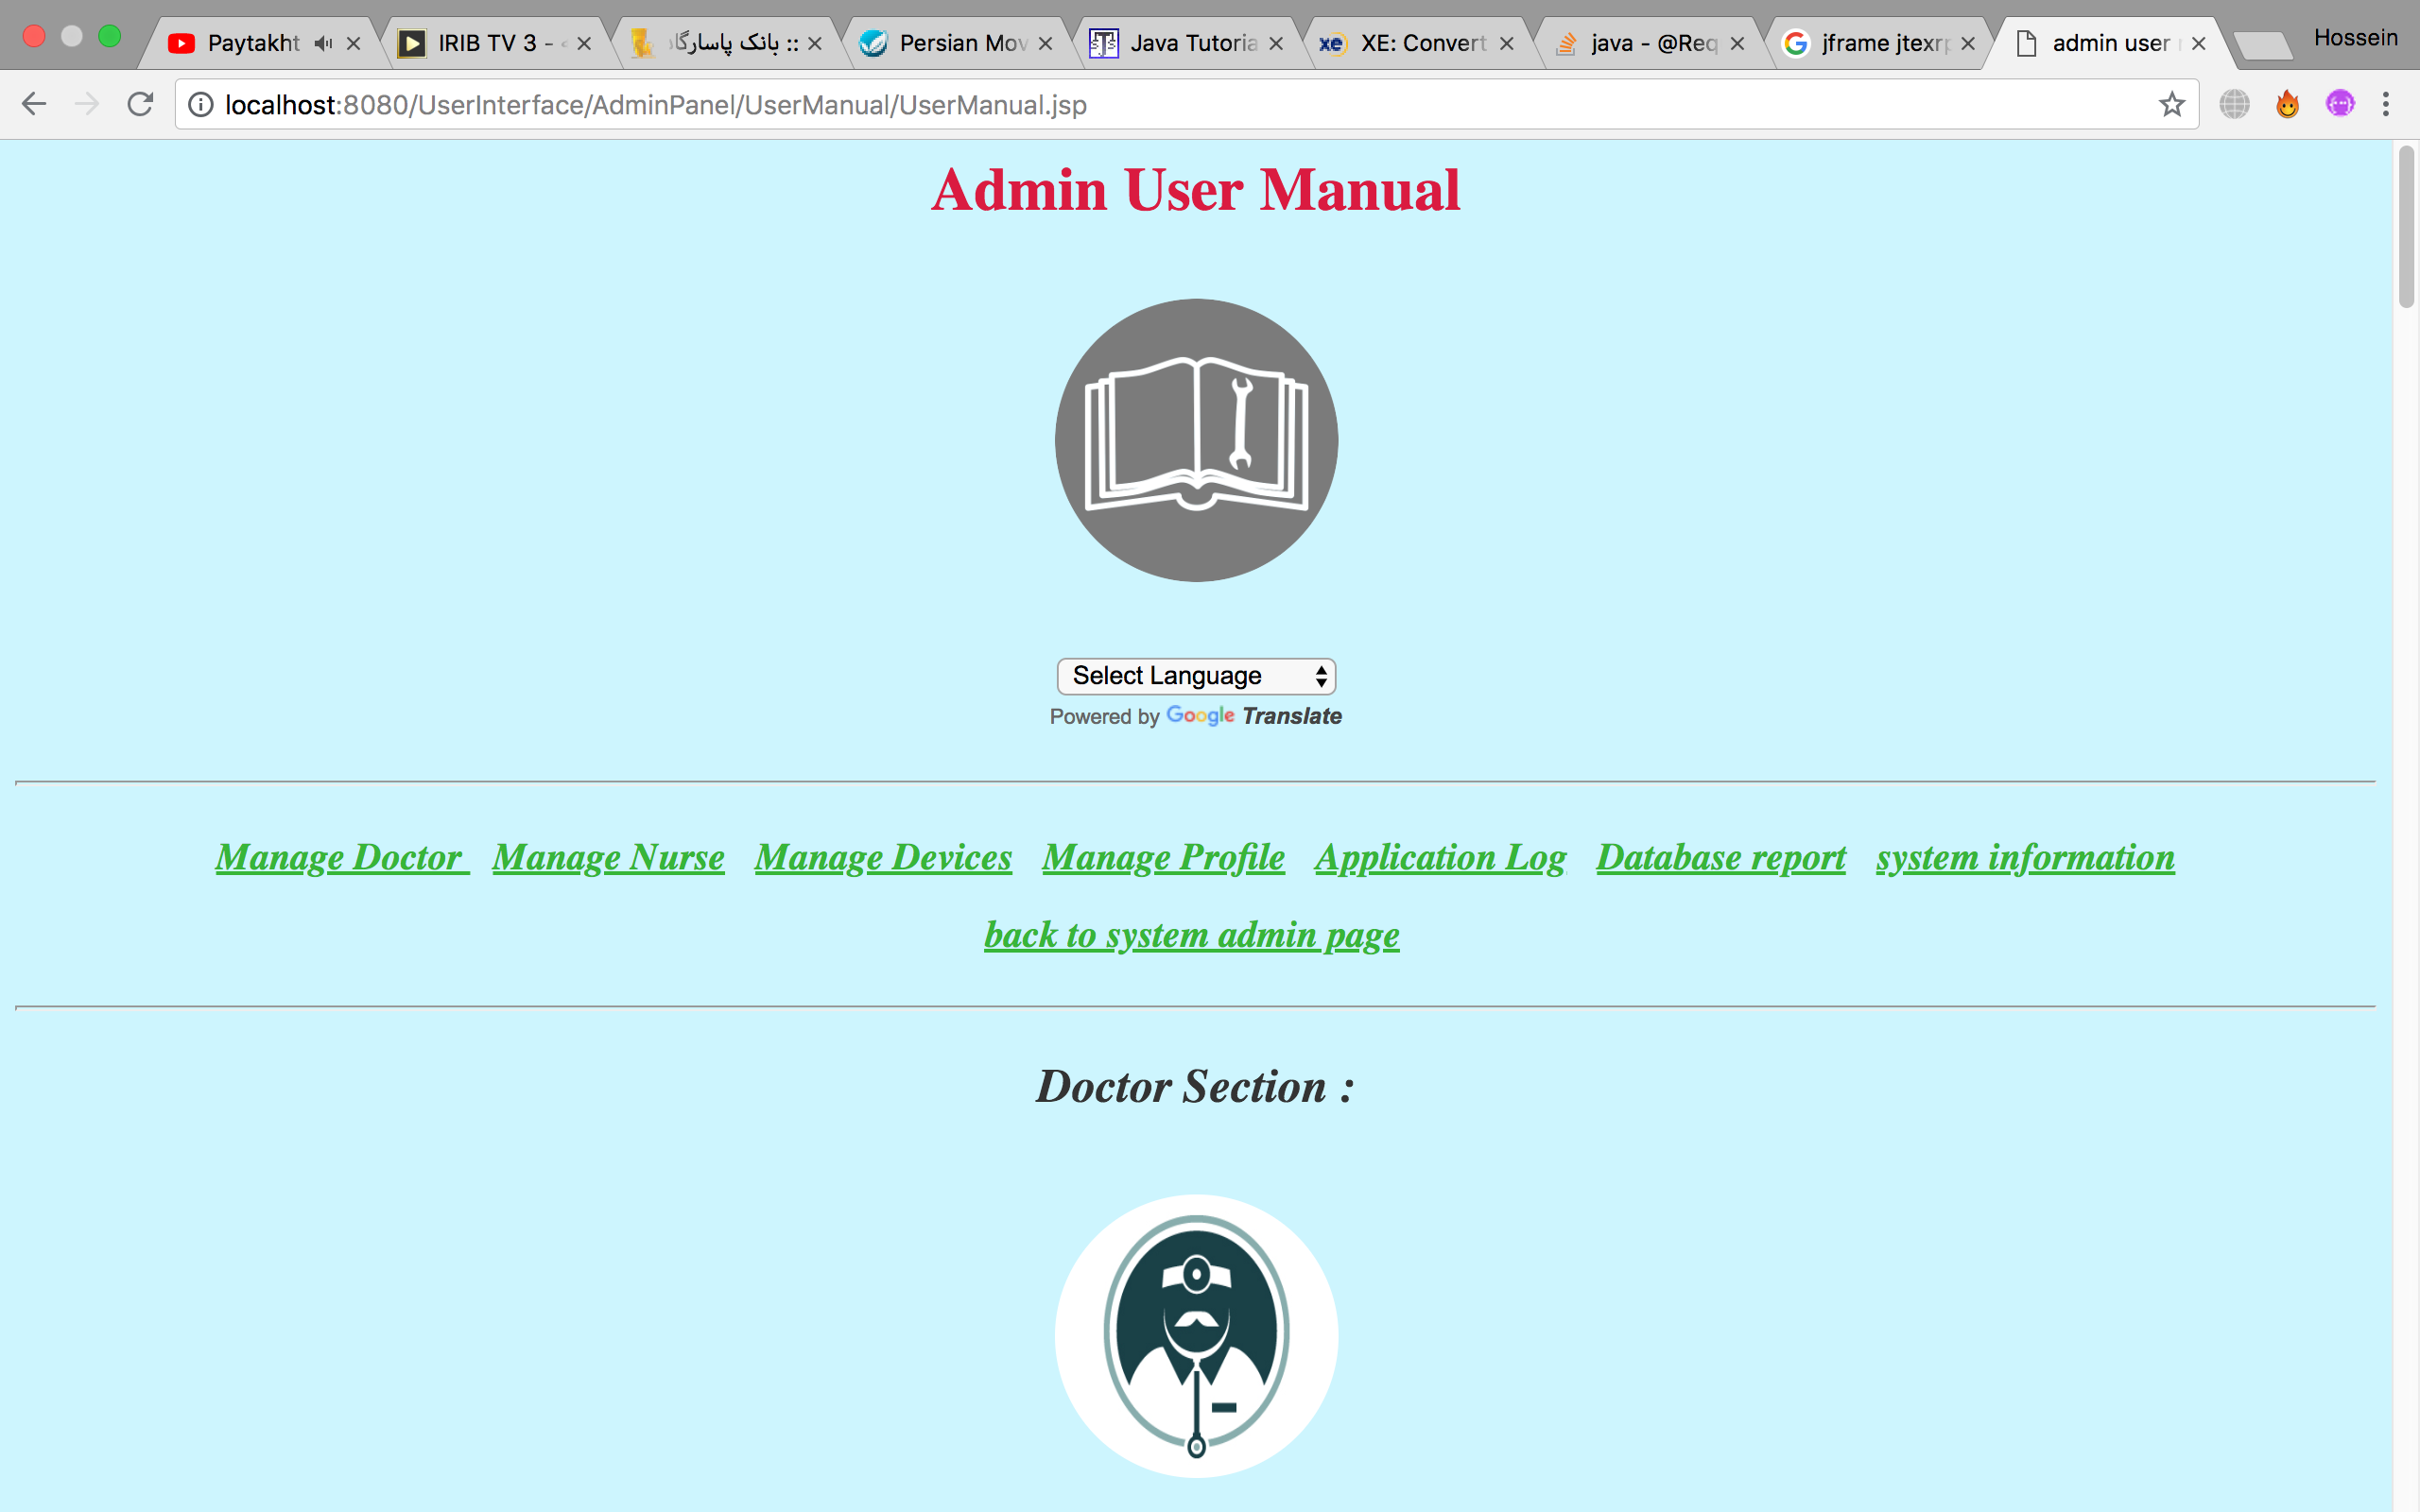 Paytakht
IRIB TV 3 -
:: بانک پاسارگاد
Persian Mov
Java Tutoria
XE: Convert
java - @Req
jframe jtexrp
admin user
Hossein
localhost:8080/UserInterface/AdminPanel/UserManual/UserManual.jsp
Admin User Manual
Select Language
Powered by Google Translate
Manage Doctor Manage Nurse Manage Devices Manage Profile Application Log Database report system information
back to system admin page
Doctor Section :